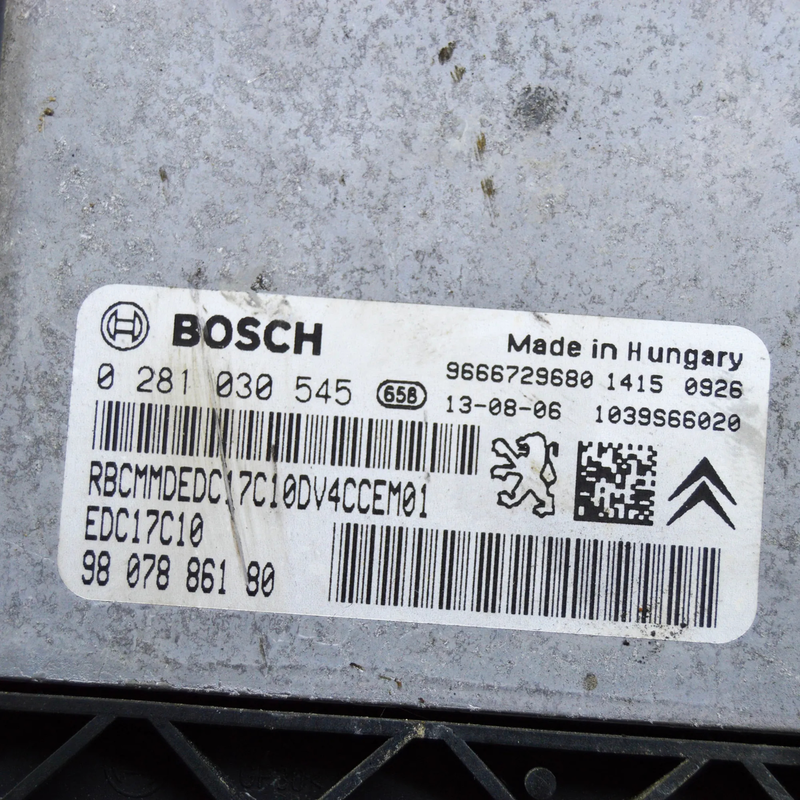 BOSCH
Made in Hungary
0 281 030 545 658
9666729680 1415 0926
13-08-06 1039S66020
RBCMMDEDC17C10DV4CCEM01
EDC17C10
98 078 861 80